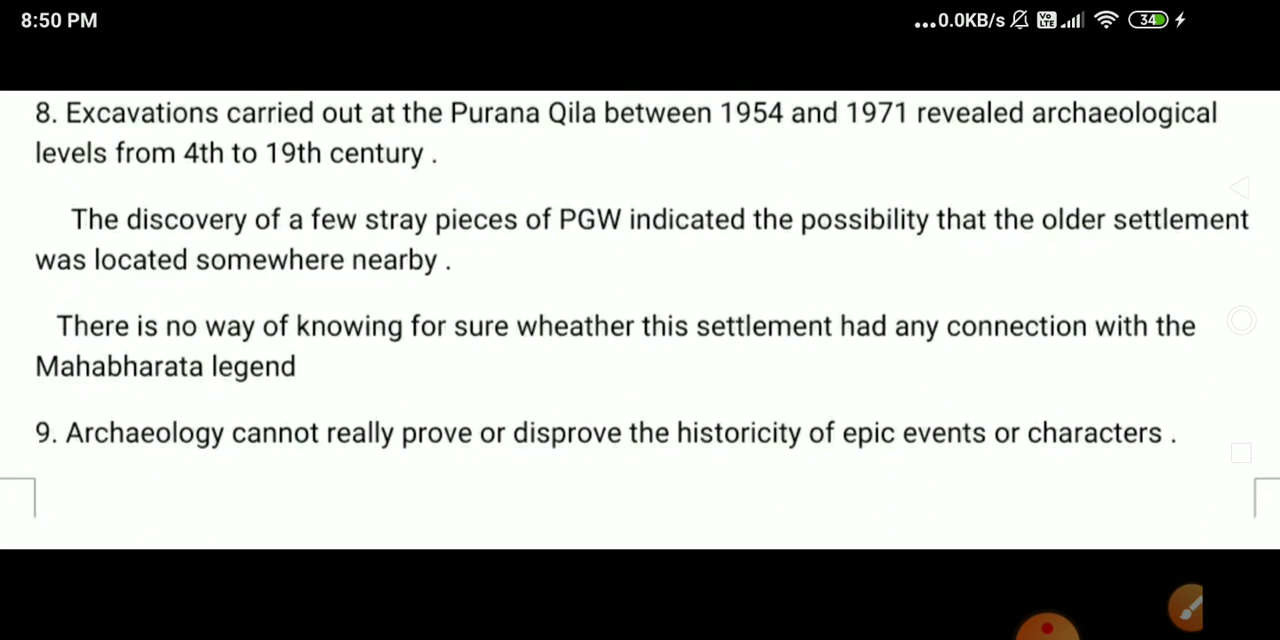 8:50 PM
...0.0KB/s Vo LTE 34
8. Excavations carried out at the Purana Qila between 1954 and 1971 revealed archaeological
levels from 4th to 19th century .
The discovery of a few stray pieces of PGW indicated the possibility that the older settlement
was located somewhere nearby .
There is no way of knowing for sure wheather this settlement had any connection with the
Mahabharata legend
9. Archaeology cannot really prove or disprove the historicity of epic events or characters .